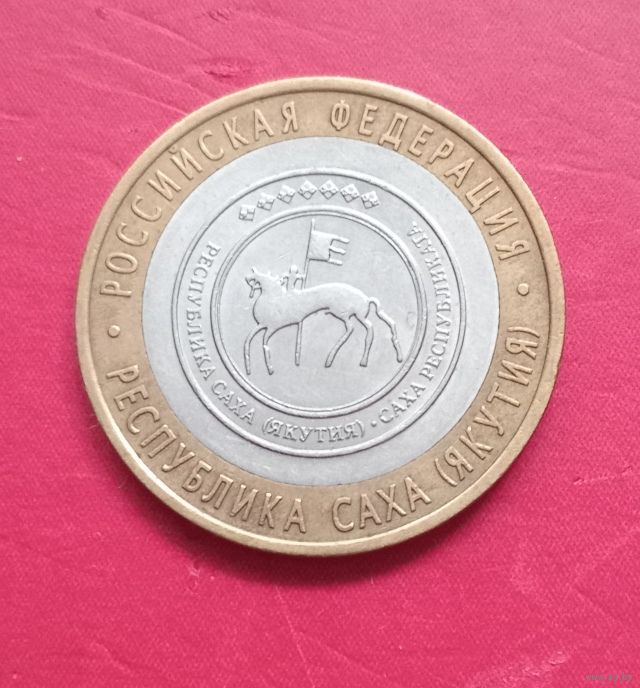 • РОССИЙСКАЯ ФЕДЕРАЦИЯ •
РЕСПУБЛИКА САХА (ЯКУТИЯ)
РЕСПУБЛИКА САХА (ЯКУТИЯ) • САХА РЕСПУБЛИКАТА